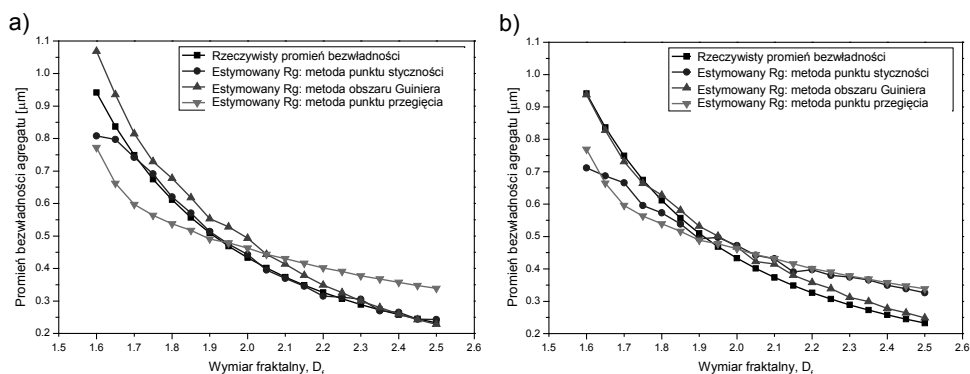 a)
Promień bezwładności agregatu [μm]
1.1
1.0
0.9
0.8
0.7
0.6
0.5
0.4
0.3
0.2
Rzeczywisty promień bezwładności
Estymowany Rg: metoda punktu styczności
Estymowany Rg: metoda obszaru Guiniera
Estymowany Rg: metoda punktu przegięcia
1.5 1.6 1.7 1.8 1.9 2.0 2.1 2.2 2.3 2.4 2.5 2.6
Wymiar fraktalny, Df
b)
Promień bezwładności agregatu [μm]
1.1
1.0
0.9
0.8
0.7
0.6
0.5
0.4
0.3
0.2
Rzeczywisty promień bezwładności
Estymowany Rg: metoda punktu styczności
Estymowany Rg: metoda obszaru Guiniera
Estymowany Rg: metoda punktu przegięcia
1.5 1.6 1.7 1.8 1.9 2.0 2.1 2.2 2.3 2.4 2.5 2.6
Wymiar fraktalny, Df